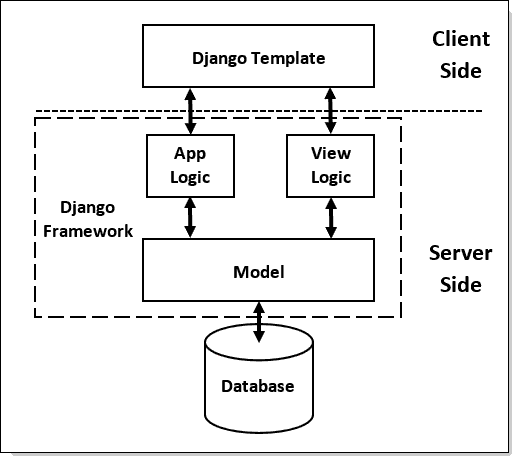 Client
Side
Django Template
App
Logic
View
Logic
Django
Framework
Model
Server
Side
Database